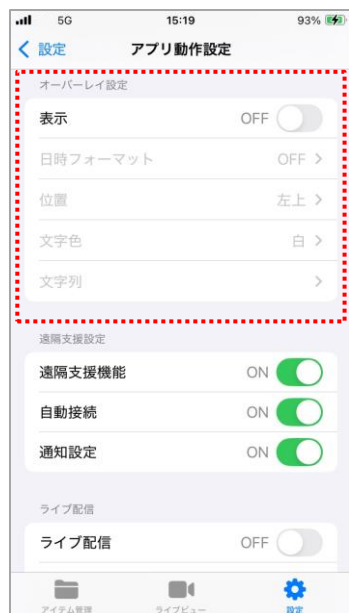 5G 15:19 93%
設定 アプリ動作設定
オーバーレイ設定
表示 OFF
日時フォーマット OFF
位置 左上
文字色 白
文字列
遠隔支援設定
遠隔支援機能 ON
自動接続 ON
通知設定 ON
ライブ配信
ライブ配信 OFF
アイテム管理 ライブビュー 設定